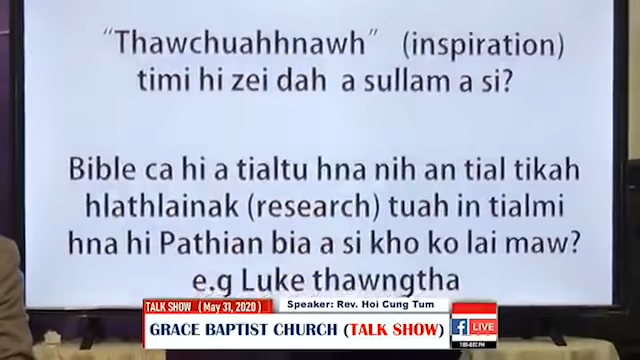 “Thawchuahhnawh” (inspiration)
timi hi zei dah a sullam a si?
Bible ca hi a tialtu hna nih an tial tikah
hlathlainak (research) tuah in tialmi
hna hi Pathian bia a si kho ko lai maw?
e.g Luke thawngtha
TALK SHOW (May 31, 2020)
Speaker: Rev. Hoi Cung Tum
GRACE BAPTIST CHURCH (TALK SHOW)
f LIVE